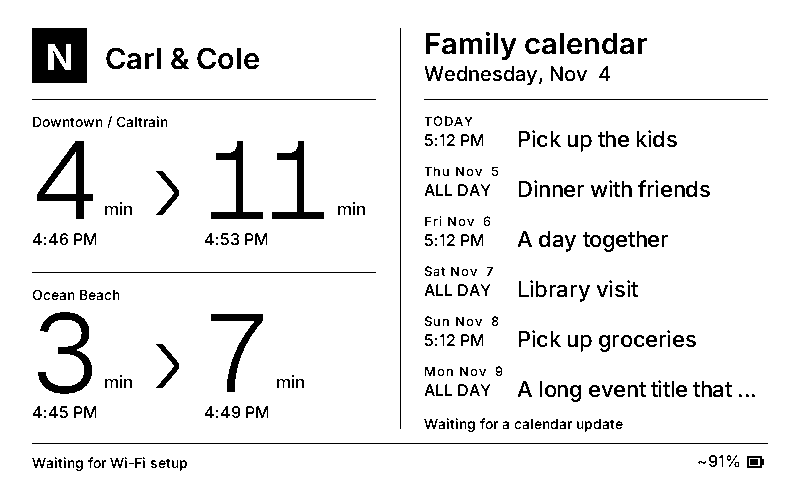 N Carl & Cole
Downtown / Caltrain
4 min > 11 min
4:46 PM 4:53 PM
Ocean Beach
3 min > 7 min
4:45 PM 4:49 PM
Family calendar
Wednesday, Nov 4
TODAY
5:12 PM Pick up the kids
Thu Nov 5
ALL DAY Dinner with friends
Fri Nov 6
5:12 PM A day together
Sat Nov 7
ALL DAY Library visit
Sun Nov 8
5:12 PM Pick up groceries
Mon Nov 9
ALL DAY A long event title that ...
Waiting for a calendar update
Waiting for Wi-Fi setup
~91%